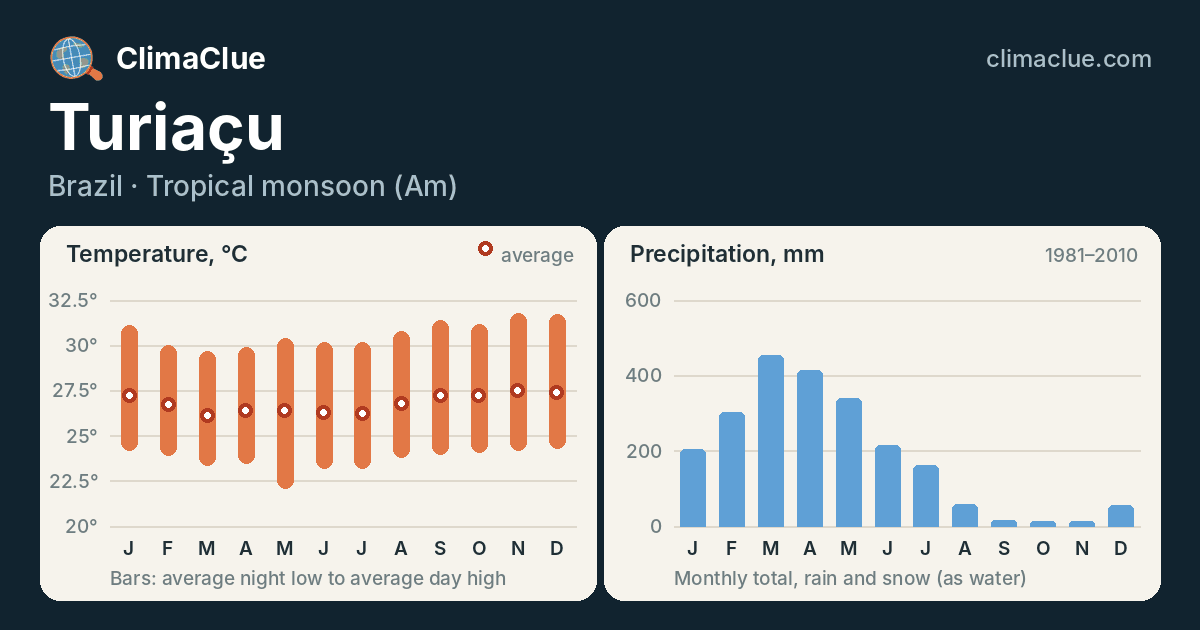 ClimaClue
climaclue.com
Turiaçu
Brazil · Tropical monsoon (Am)
Temperature, °C
average
32.5°
30°
27.5°
25°
22.5°
20°
J F M A M J J A S O N D
Bars: average night low to average day high
Precipitation, mm
1981–2010
600
400
200
0
J F M A M J J A S O N D
Monthly total, rain and snow (as water)